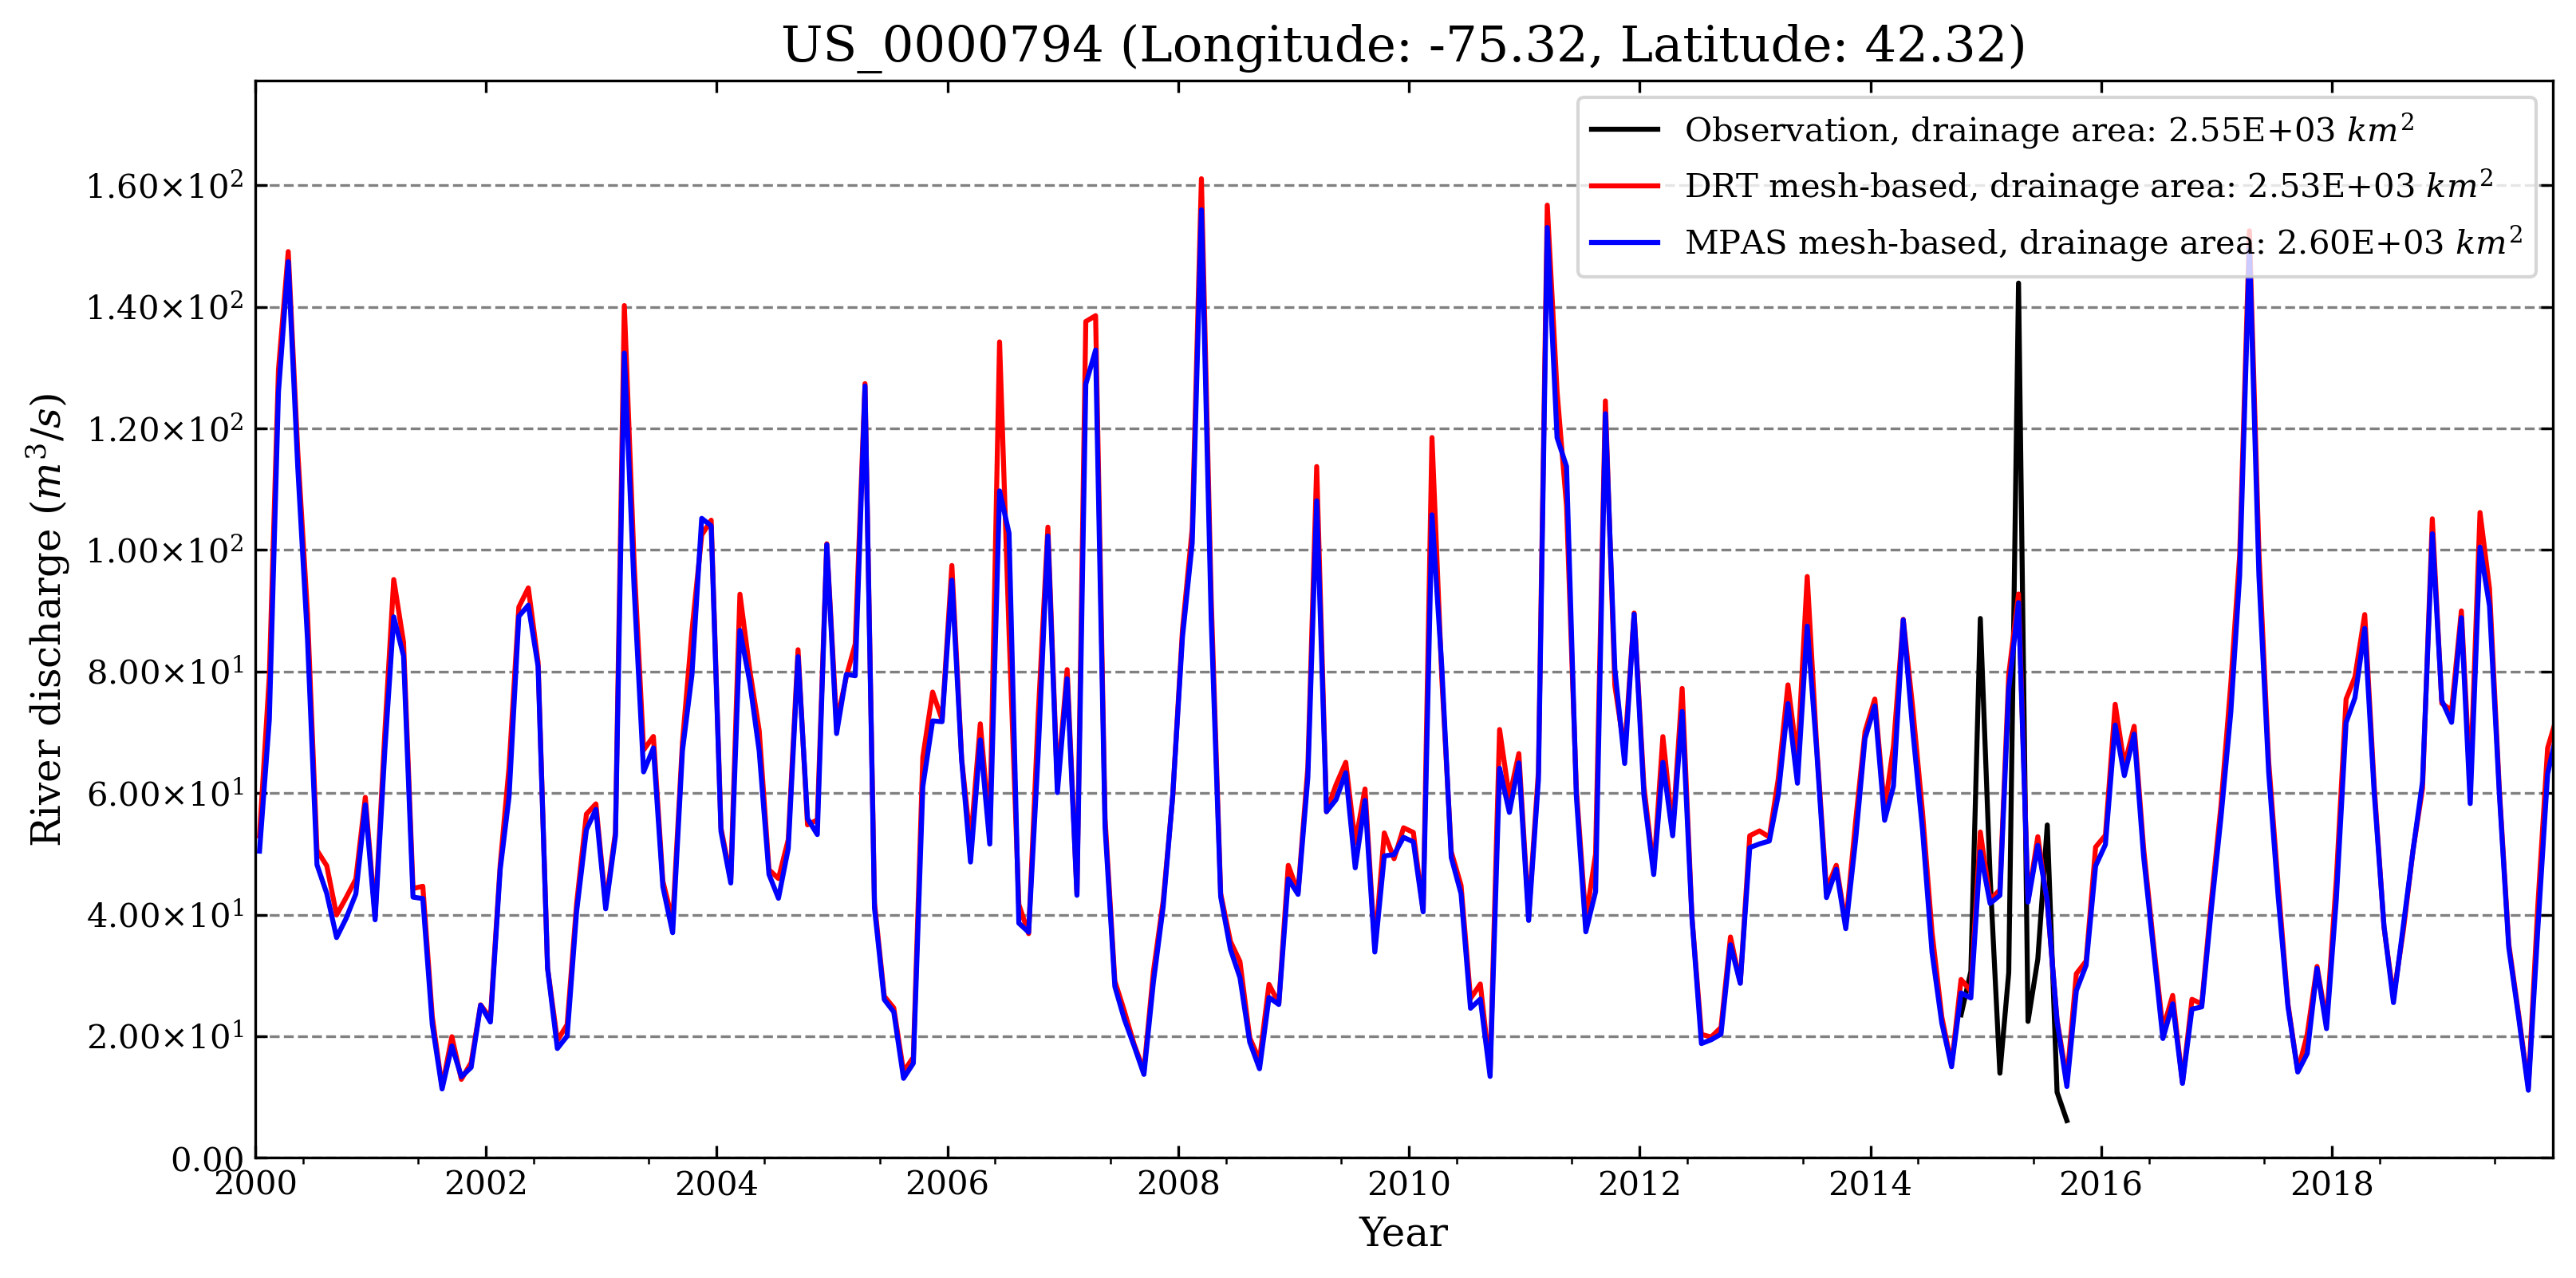 US_0000794 (Longitude: -75.32, Latitude: 42.32)
Observation, drainage area: 2.55E+03 km²
DRT mesh-based, drainage area: 2.53E+03 km²
MPAS mesh-based, drainage area: 2.60E+03 km²
River discharge (m³/s)
1.60×10²
1.40×10²
1.20×10²
1.00×10²
8.00×10¹
6.00×10¹
4.00×10¹
2.00×10¹
0.00
2000 2002 2004 2006 2008 2010 2012 2014 2016 2018
Year